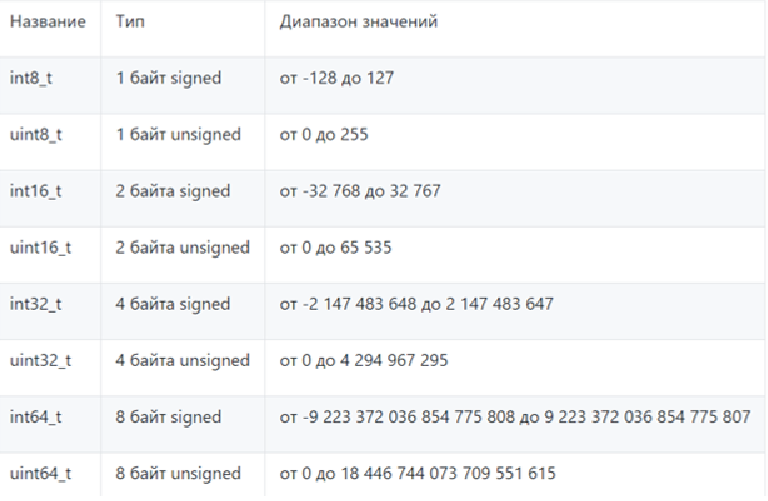 Название Тип Диапазон значений
int8_t 1 байт signed от -128 до 127
uint8_t 1 байт unsigned от 0 до 255
int16_t 2 байта signed от -32 768 до 32 767
uint16_t 2 байта unsigned от 0 до 65 535
int32_t 4 байта signed от -2 147 483 648 до 2 147 483 647
uint32_t 4 байта unsigned от 0 до 4 294 967 295
int64_t 8 байт signed от -9 223 372 036 854 775 808 до 9 223 372 036 854 775 807
uint64_t 8 байт unsigned от 0 до 18 446 744 073 709 551 615